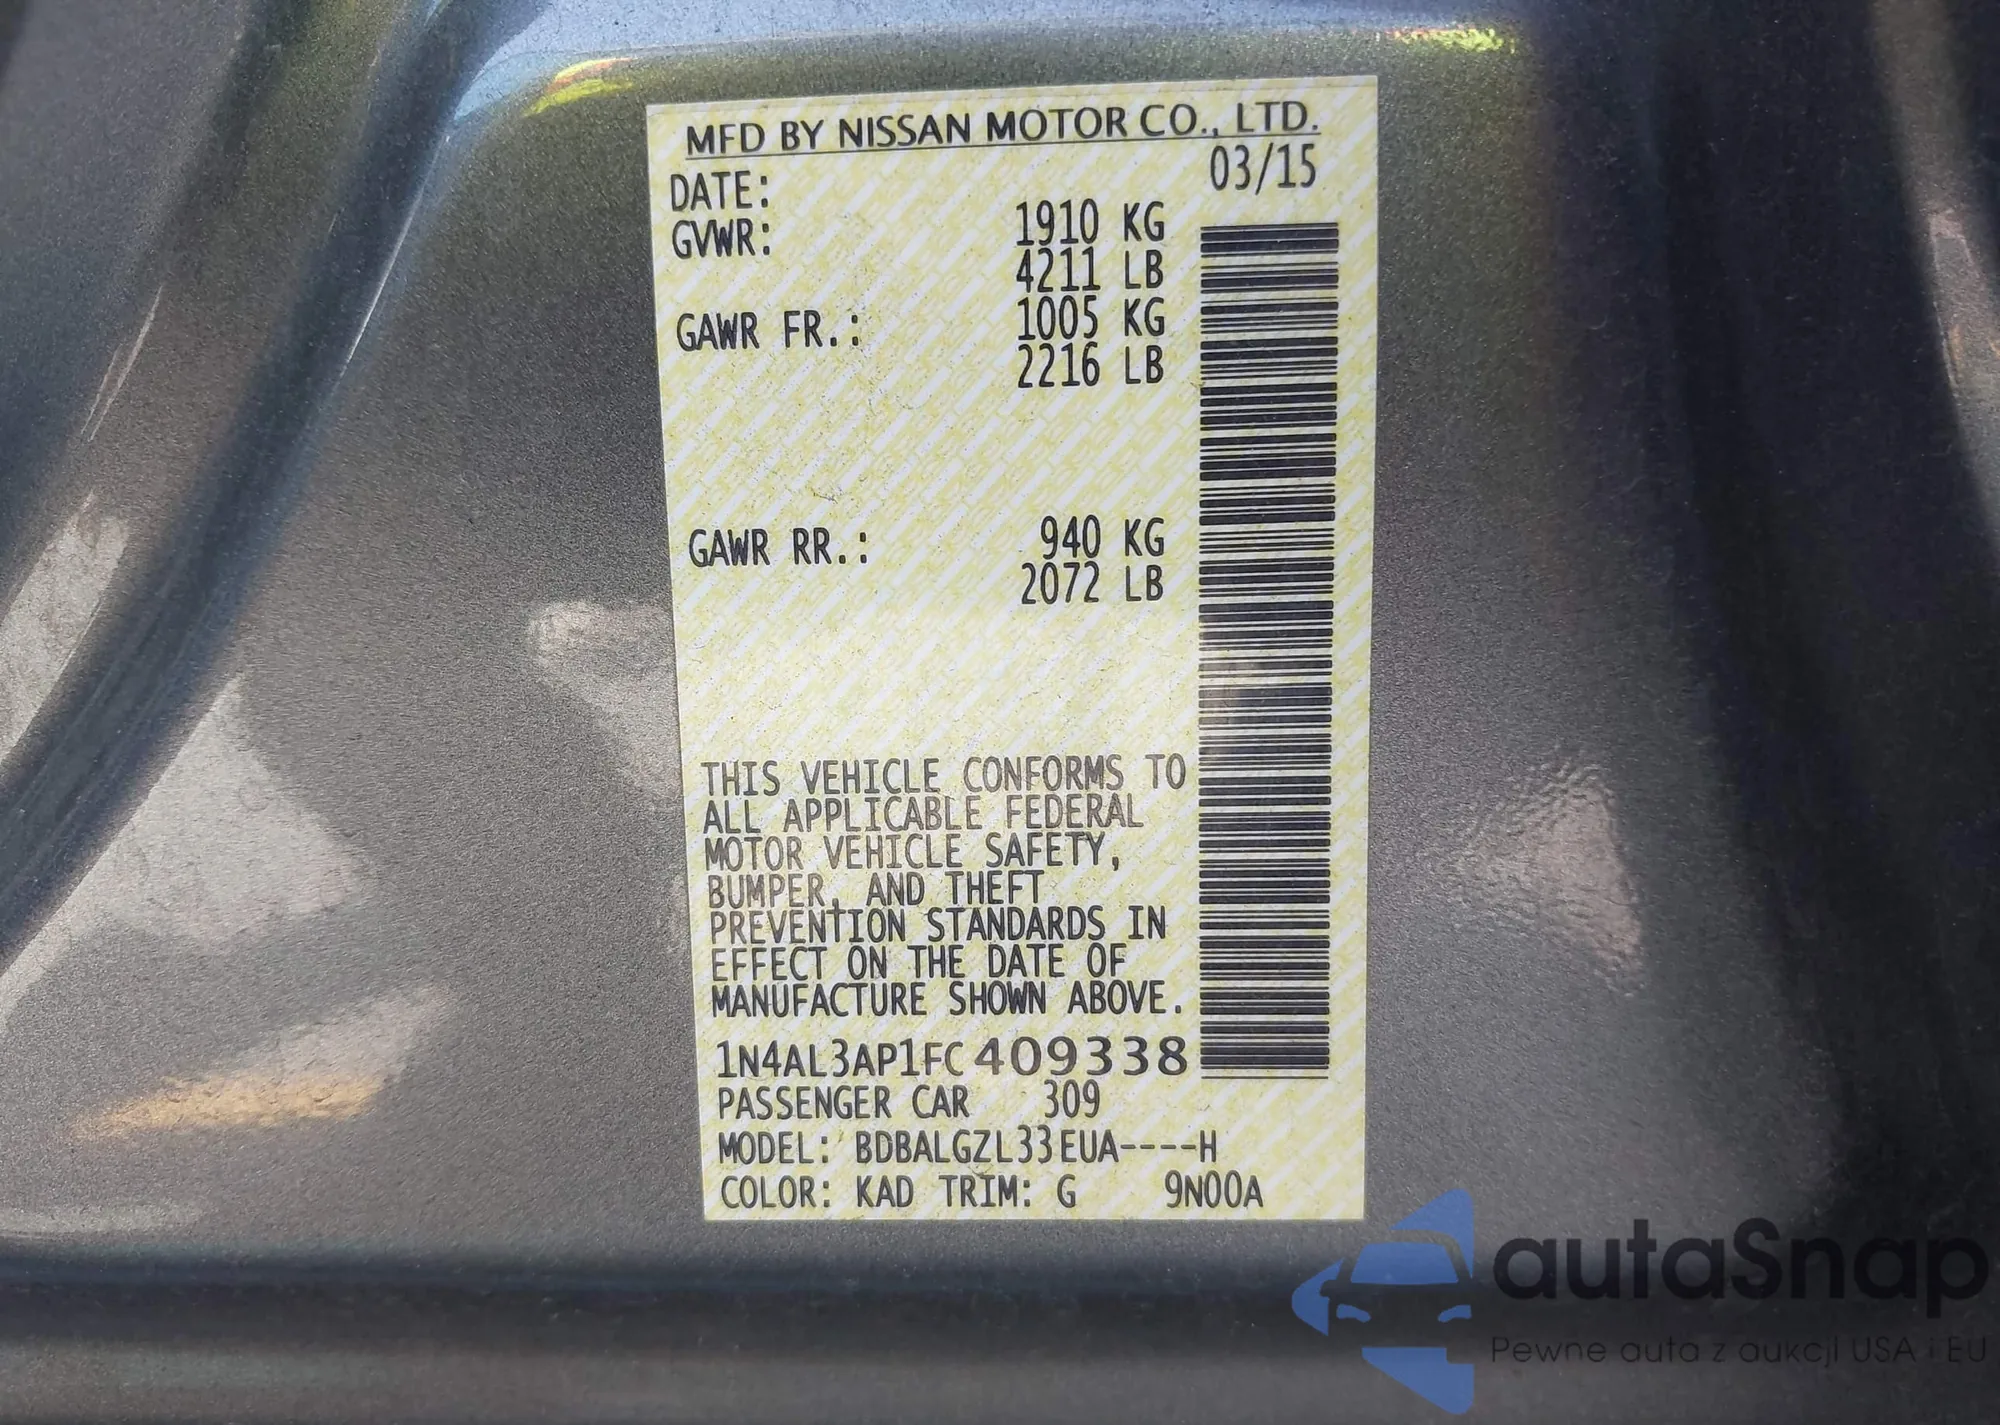 MFD BY NISSAN MOTOR CO., LTD.
DATE: 03/15
GVWR: 1910 KG
4211 LB
GAWR FR.: 1005 KG
2216 LB
GAWR RR.: 940 KG
2072 LB
THIS VEHICLE CONFORMS TO
ALL APPLICABLE FEDERAL
MOTOR VEHICLE SAFETY,
BUMPER, AND THEFT
PREVENTION STANDARDS IN
EFFECT ON THE DATE OF
MANUFACTURE SHOWN ABOVE.
1N4AL3AP1FC409338
PASSENGER CAR 309
MODEL: BDBALGZL33EUA----H
COLOR: KAD TRIM: G 9N00A
autaSnap
Pewne auta z aukcji USA i EU